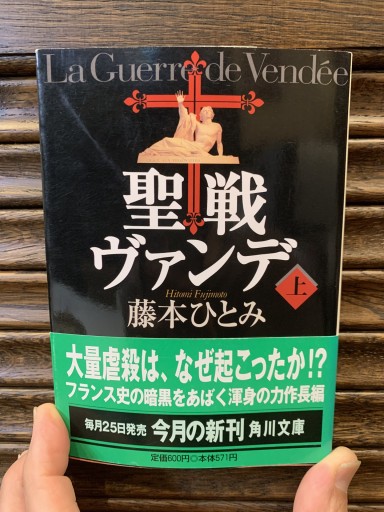 La Guerre de Vendée
聖戦
ヴァンデ
上
Hitomi Fujimoto
藤本ひとみ
大量虐殺は、なぜ起こったか!?
フランス史の暗黒をあばく渾身の力作長編
毎月25日発売 今月の新刊 角川文庫
定価600円◎本体571円